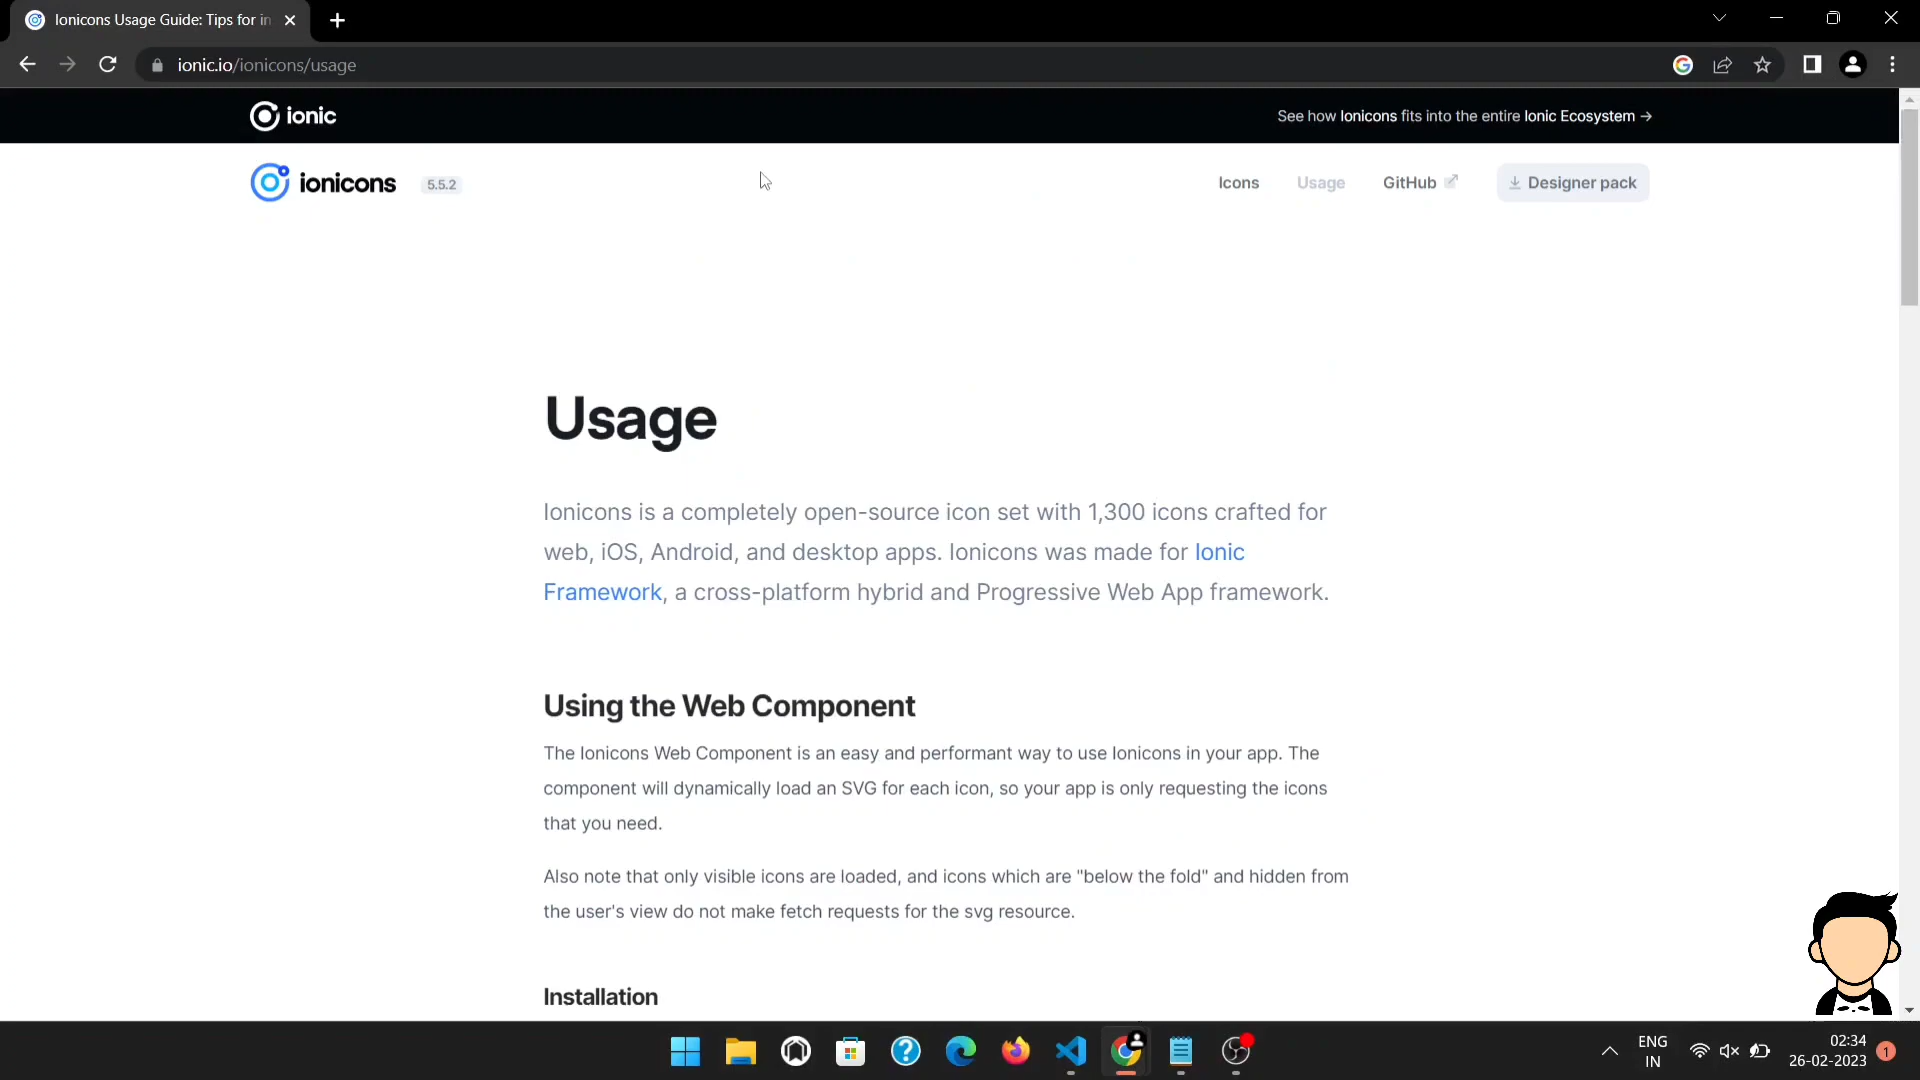 Ionicons Usage Guide: Tips for in
ionic.io/ionicons/usage
ionic
See how Ionicons fits into the entire Ionic Ecosystem →
ionicons 5.5.2
Icons Usage GitHub Designer pack
Usage
Ionicons is a completely open-source icon set with 1,300 icons crafted for
web, iOS, Android, and desktop apps. Ionicons was made for Ionic
Framework, a cross-platform hybrid and Progressive Web App framework.
Using the Web Component
The Ionicons Web Component is an easy and performant way to use Ionicons in your app. The
component will dynamically load an SVG for each icon, so your app is only requesting the icons
that you need.
Also note that only visible icons are loaded, and icons which are "below the fold" and hidden from
the user's view do not make fetch requests for the svg resource.
Installation
ENG
IN
02:34
26-02-2023
1